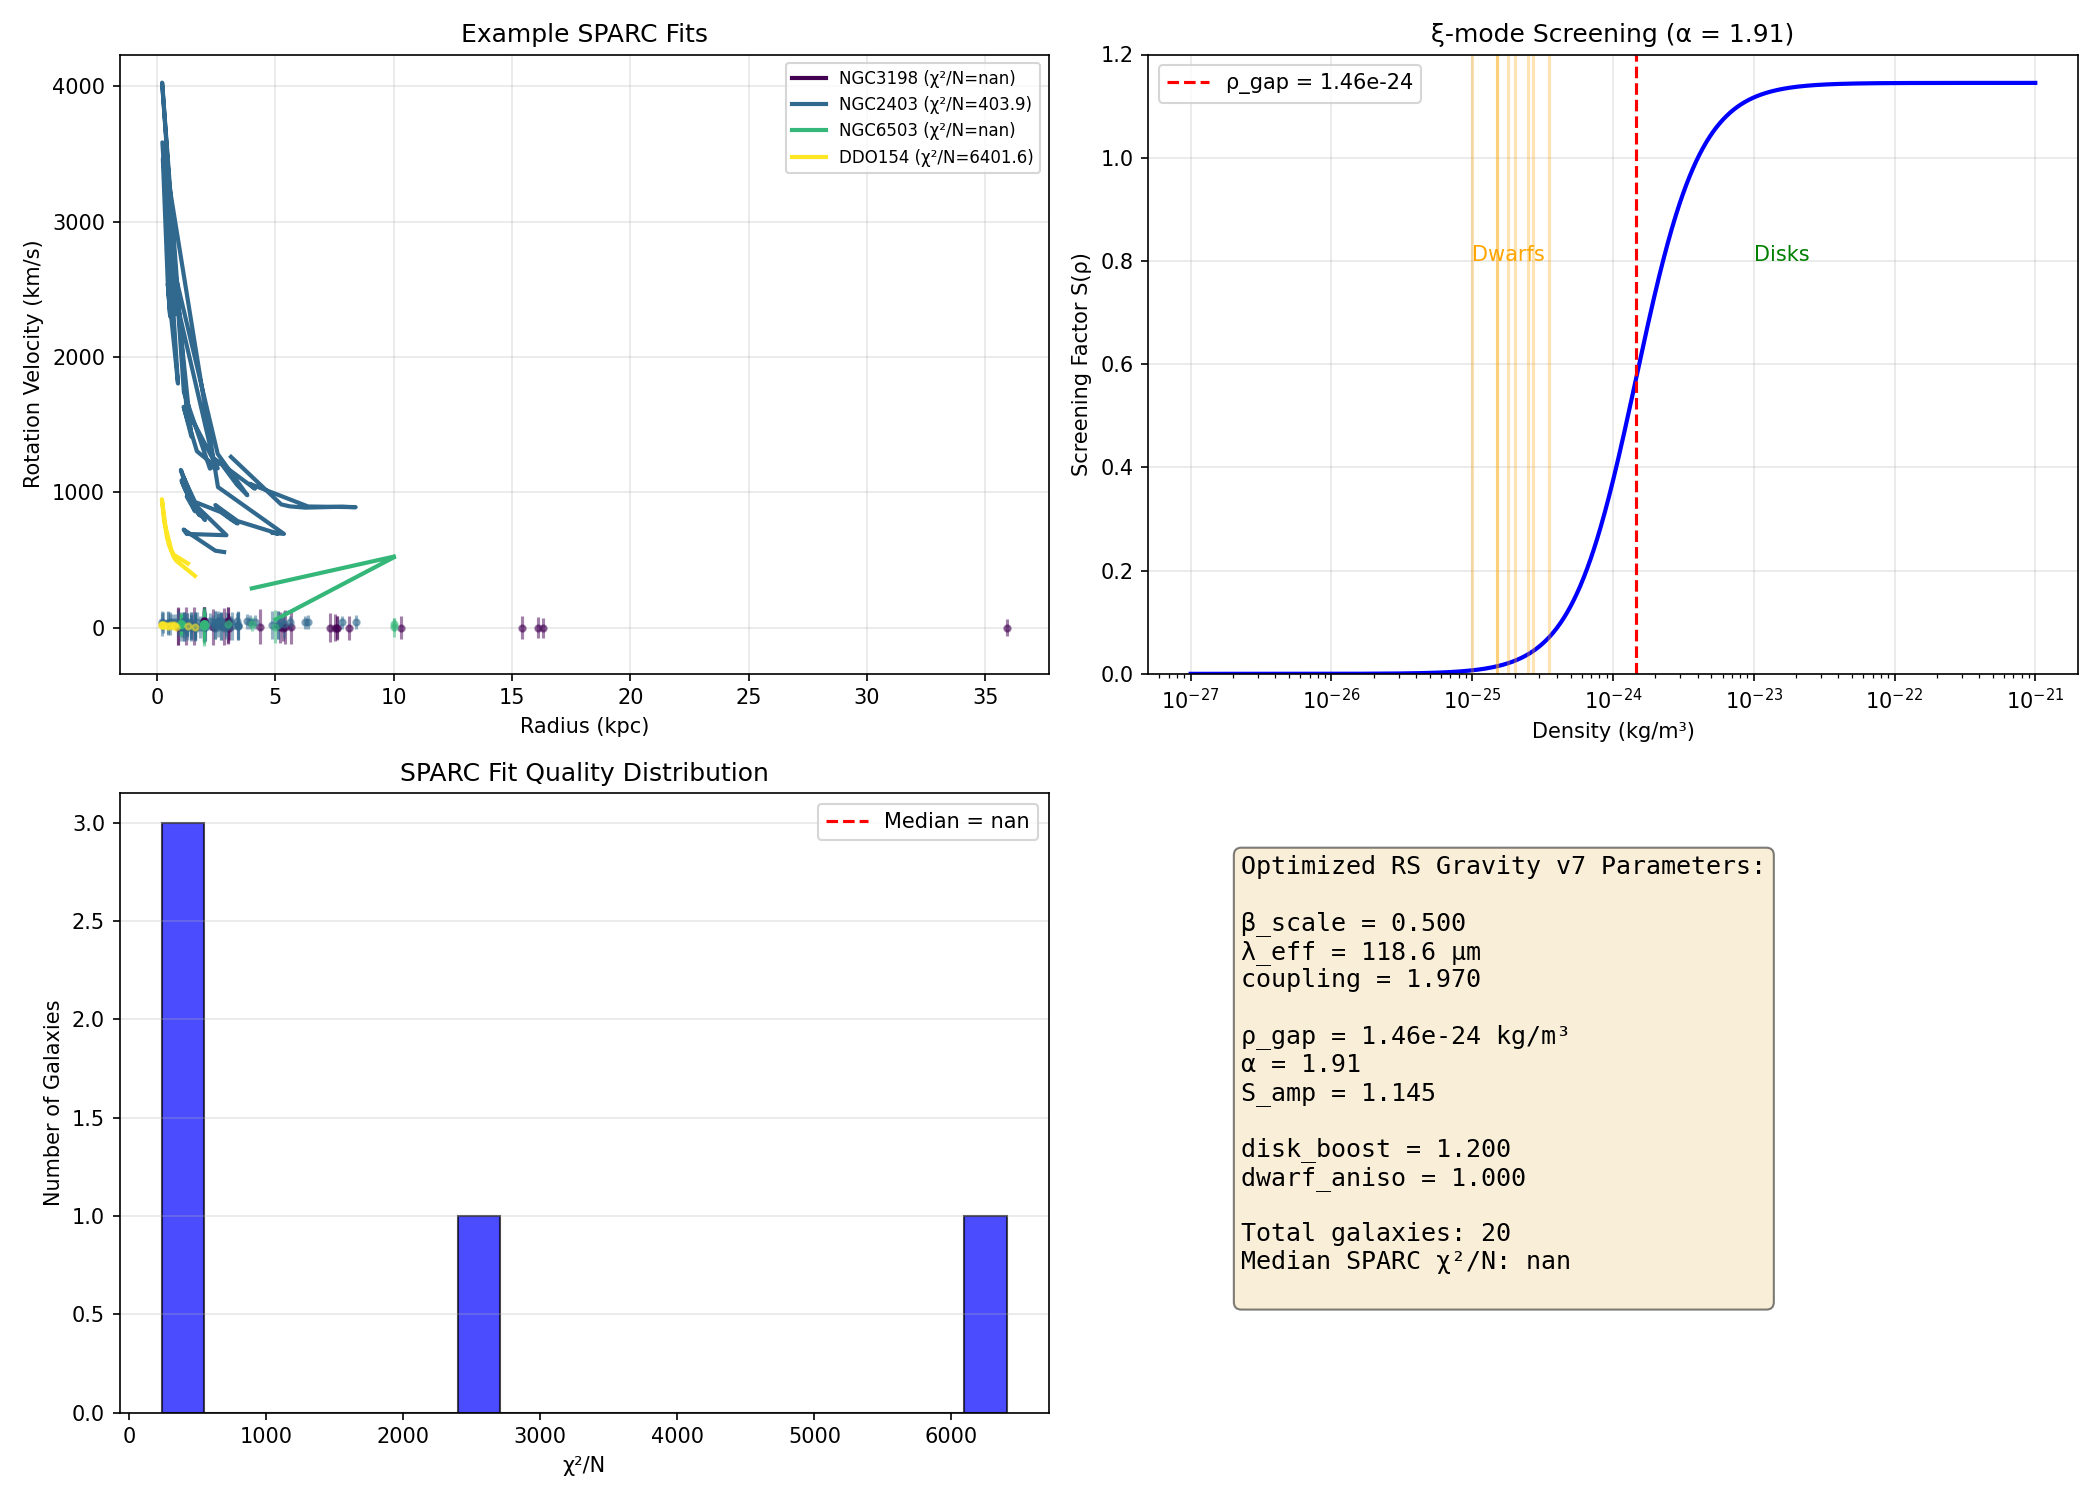 Example SPARC Fits
Rotation Velocity (km/s)
4000
3000
2000
1000
0
NGC3198 (χ²/N=nan)
NGC2403 (χ²/N=403.9)
NGC6503 (χ²/N=nan)
DDO154 (χ²/N=6401.6)
0 5 10 15 20 25 30 35
Radius (kpc)
ξ-mode Screening (α = 1.91)
Screening Factor S(ρ)
1.2
1.0
0.8
0.6
0.4
0.2
0.0
ρ_gap = 1.46e-24
Dwarfs
Disks
10⁻²⁷ 10⁻²⁶ 10⁻²⁵ 10⁻²⁴ 10⁻²³ 10⁻²² 10⁻²¹
Density (kg/m³)
SPARC Fit Quality Distribution
Number of Galaxies
3.0
2.5
2.0
1.5
1.0
0.5
0.0
Median = nan
0 1000 2000 3000 4000 5000 6000
χ²/N
Optimized RS Gravity v7 Parameters:
β_scale = 0.500
λ_eff = 118.6 μm
coupling = 1.970
ρ_gap = 1.46e-24 kg/m³
α = 1.91
S_amp = 1.145
disk_boost = 1.200
dwarf_aniso = 1.000
Total galaxies: 20
Median SPARC χ²/N: nan